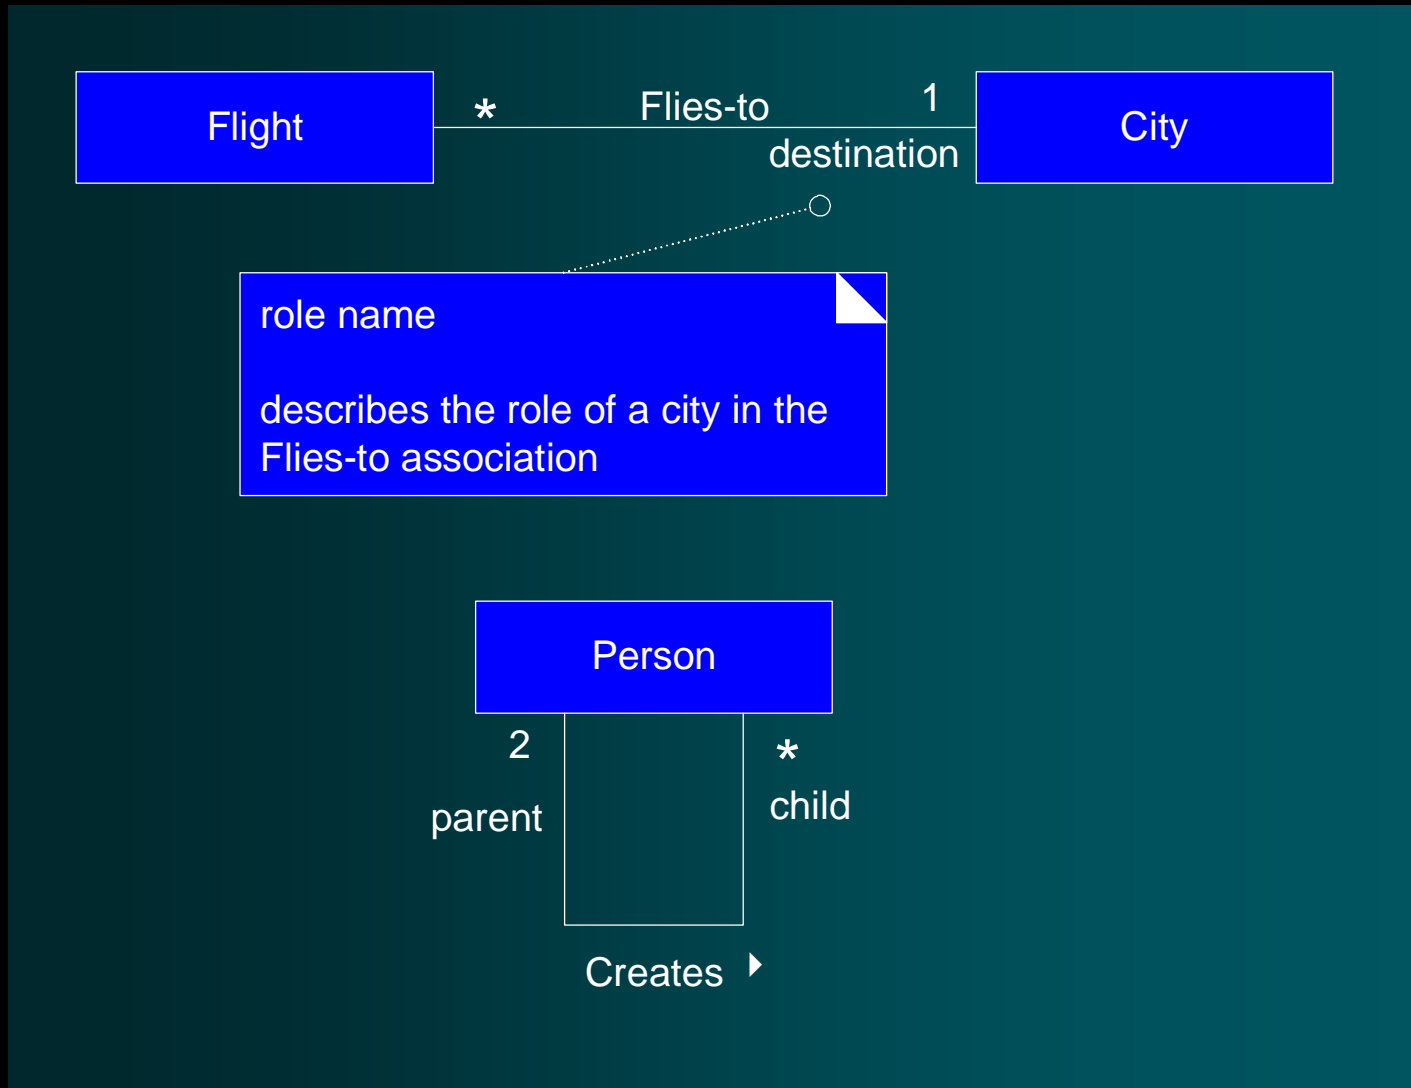 Flight
*
Flies-to
1
City
destination
role name
describes the role of a city in the
Flies-to association
Person
2
*
parent
child
Creates